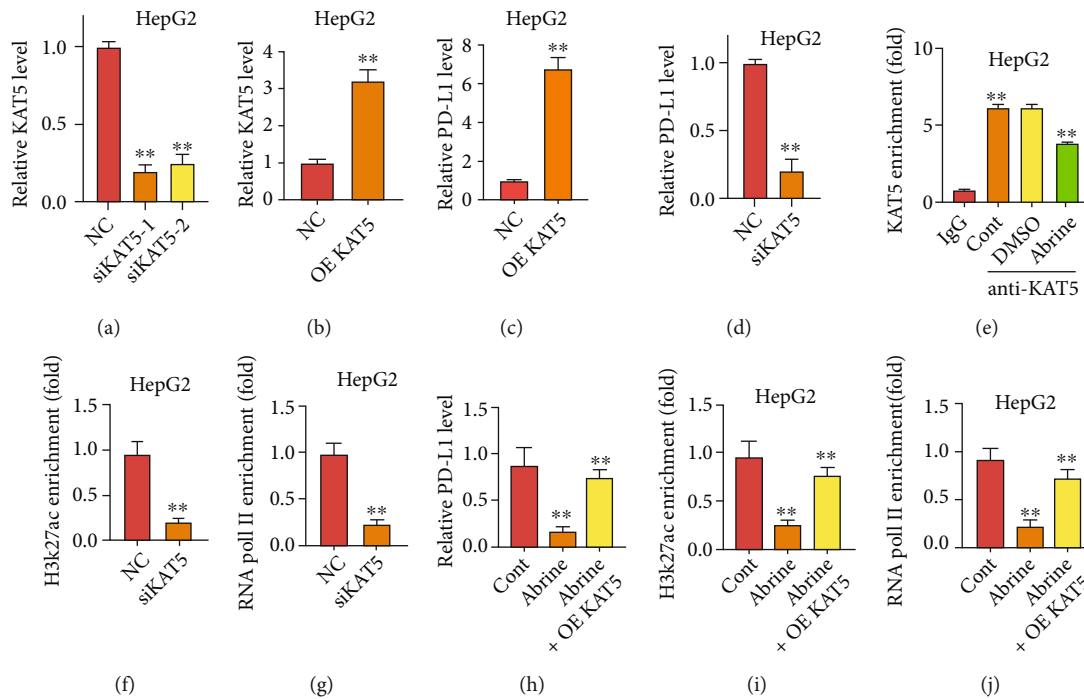 HepG2
Relative KAT5 level
1.0
0.5
0.0
**
**
NC
siKAT5-1
siKAT5-2
(a)
HepG2
Relative KAT5 level
4
3
2
1
0
**
NC
OE KAT5
(b)
HepG2
Relative PD-L1 level
8
6
4
2
0
**
NC
OE KAT5
(c)
HepG2
Relative PD-L1 level
1.0
0.5
0.0
**
NC
siKAT5
(d)
HepG2
KAT5 enrichment (fold)
10
5
0
**
**
IgG
Cont
DMSO
Abrine
anti-KAT5
(e)
HepG2
H3k27ac enrichment (fold)
1.5
1.0
0.5
0.0
**
NC
siKAT5
(f)
HepG2
RNA poll II enrichment (fold)
1.5
1.0
0.5
0.0
**
NC
siKAT5
(g)
Relative PD-L1 level
1.5
1.0
0.5
0.0
**
**
Cont
Abrine
Abrine
+ OE KAT5
(h)
HepG2
H3k27ac enrichment (fold)
1.5
1.0
0.5
0.0
**
**
Cont
Abrine
Abrine
+ OE KAT5
(i)
HepG2
RNA poll II enrichment(fold)
1.5
1.0
0.5
0.0
**
**
Cont
Abrine
Abrine
+ OE KAT5
(j)